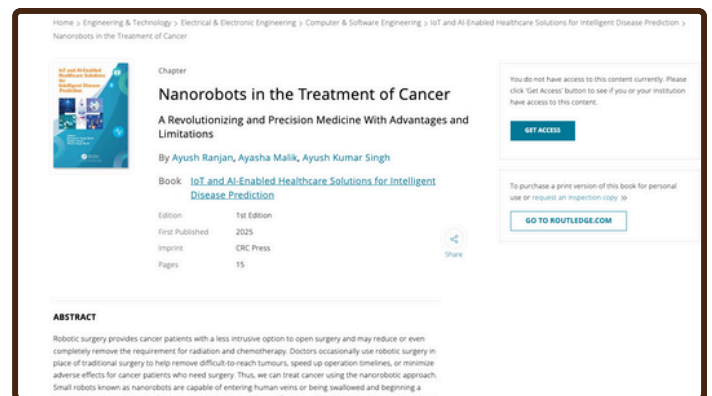 Home > Engineering & Technology > Electrical & Electronic Engineering > Computer & Software Engineering > IoT and AI-Enabled Healthcare Solutions for Intelligent Disease Prediction >
Nanorobots in the Treatment of Cancer
IoT and AI-Enabled
Healthcare Solutions
for
Intelligent Disease
Prediction
Chapter
Nanorobots in the Treatment of Cancer
A Revolutionizing and Precision Medicine With Advantages and
Limitations
By Ayush Ranjan, Ayasha Malik, Ayush Kumar Singh
Book IoT and AI-Enabled Healthcare Solutions for Intelligent
Disease Prediction
Edition 1st Edition
First Published 2025
Imprint CRC Press
Pages 15
Share
You do not have access to this content currently. Please
click 'Get Access' button to see if you or your institution
have access to this content.
GET ACCESS
To purchase a print version of this book for personal
use or request an inspection copy >>
GO TO ROUTLEDGE.COM
ABSTRACT
Robotic surgery provides cancer patients with a less intrusive option to open surgery and may reduce or even
completely remove the requirement for radiation and chemotherapy. Doctors occasionally use robotic surgery in
place of traditional surgery to help remove difficult-to-reach tumours, speed up operation timelines, or minimize
adverse effects for cancer patients who need surgery. Thus, we can treat cancer using the nanorobotic approach.
Small robots known as nanorobots are capable of entering human veins or being swallowed and beginning a